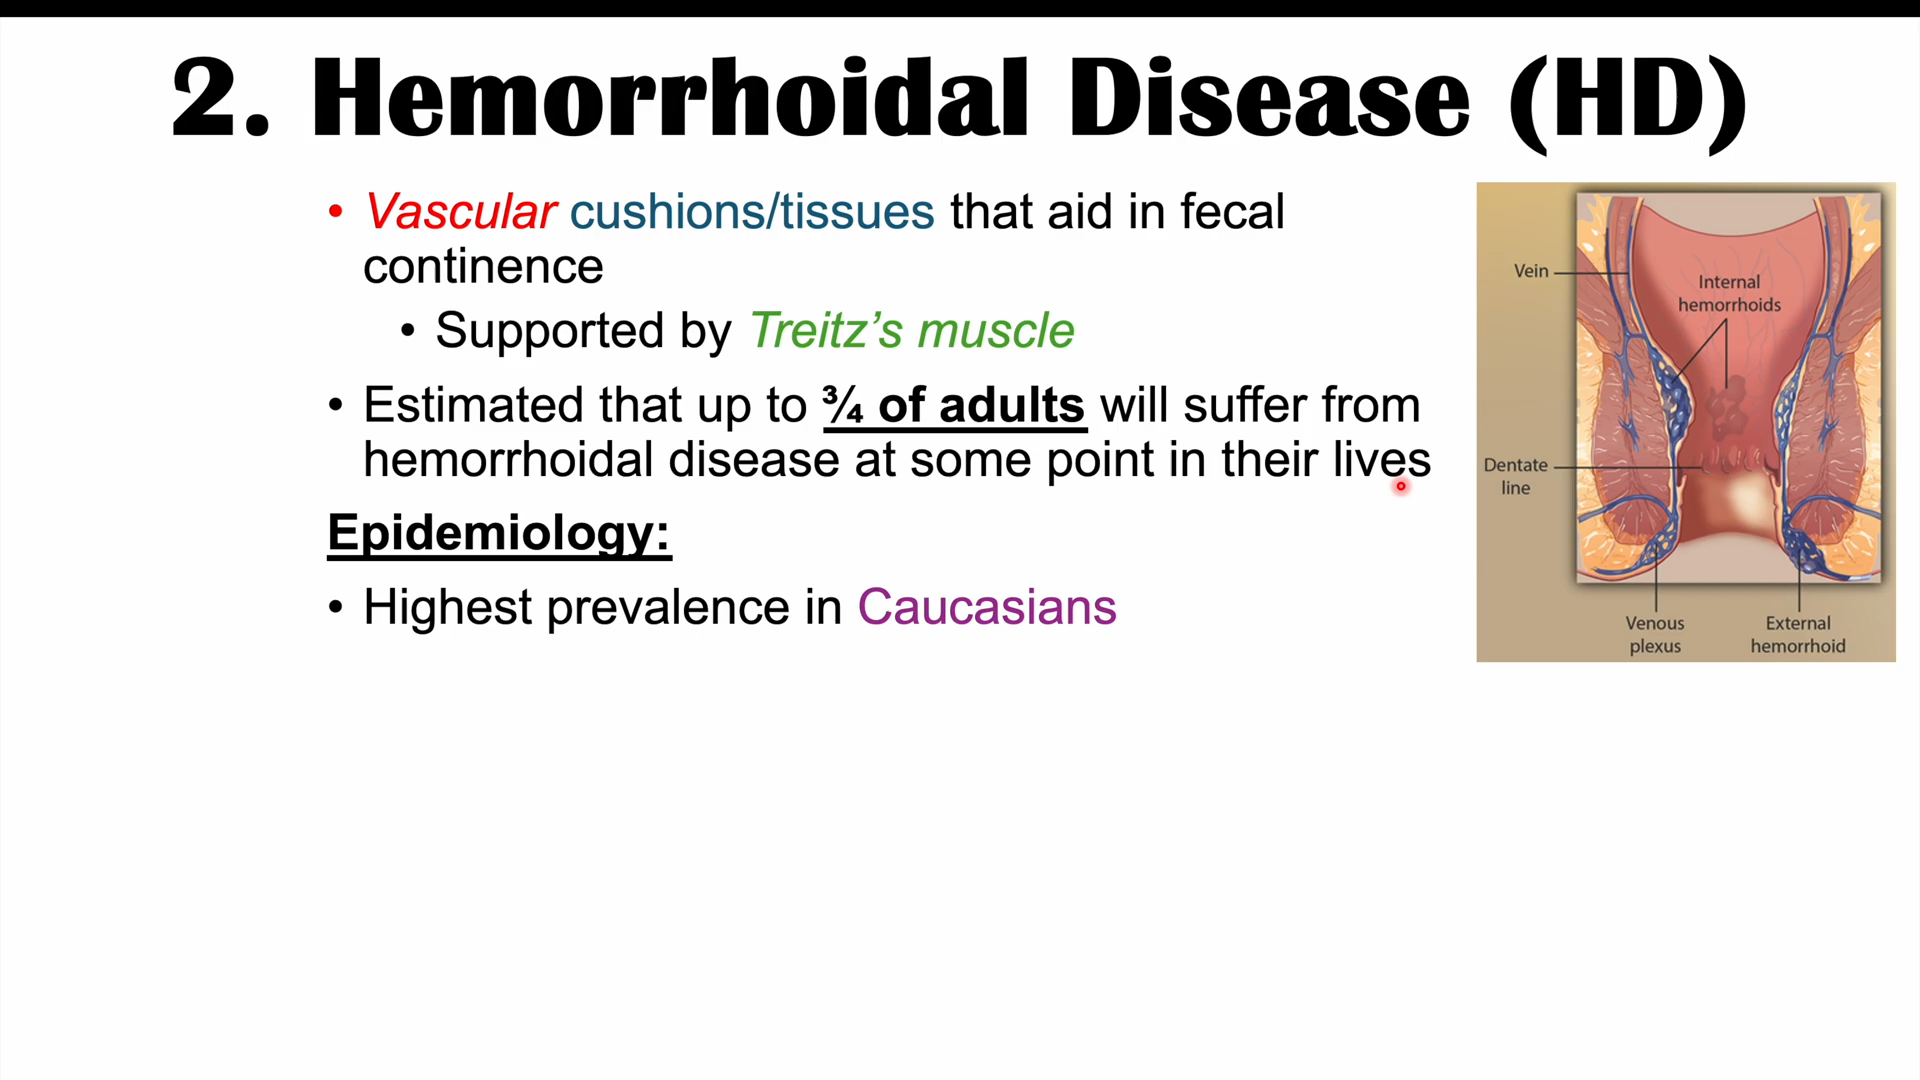 2. Hemorrhoidal Disease (HD)
• Vascular cushions/tissues that aid in fecal
continence
• Supported by Treitz’s muscle
• Estimated that up to ¾ of adults will suffer from
hemorrhoidal disease at some point in their lives
Epidemiology:
• Highest prevalence in Caucasians
Vein
Internal
hemorrhoids
Dentate
line
Venous
plexus
External
hemorrhoid